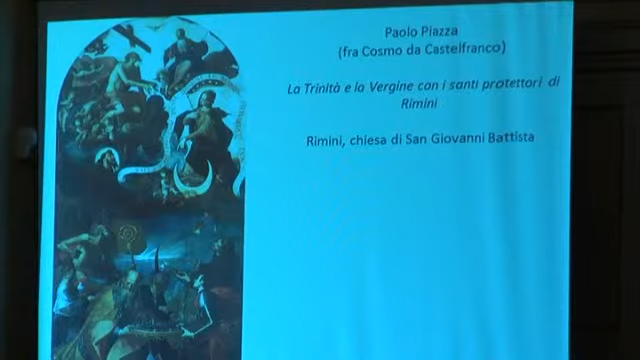 Paolo Piazza
(fra Cosmo da Castelfranco)
La Trinità e la Vergine con i santi protettori di
Rimini
Rimini, chiesa di San Giovanni Battista